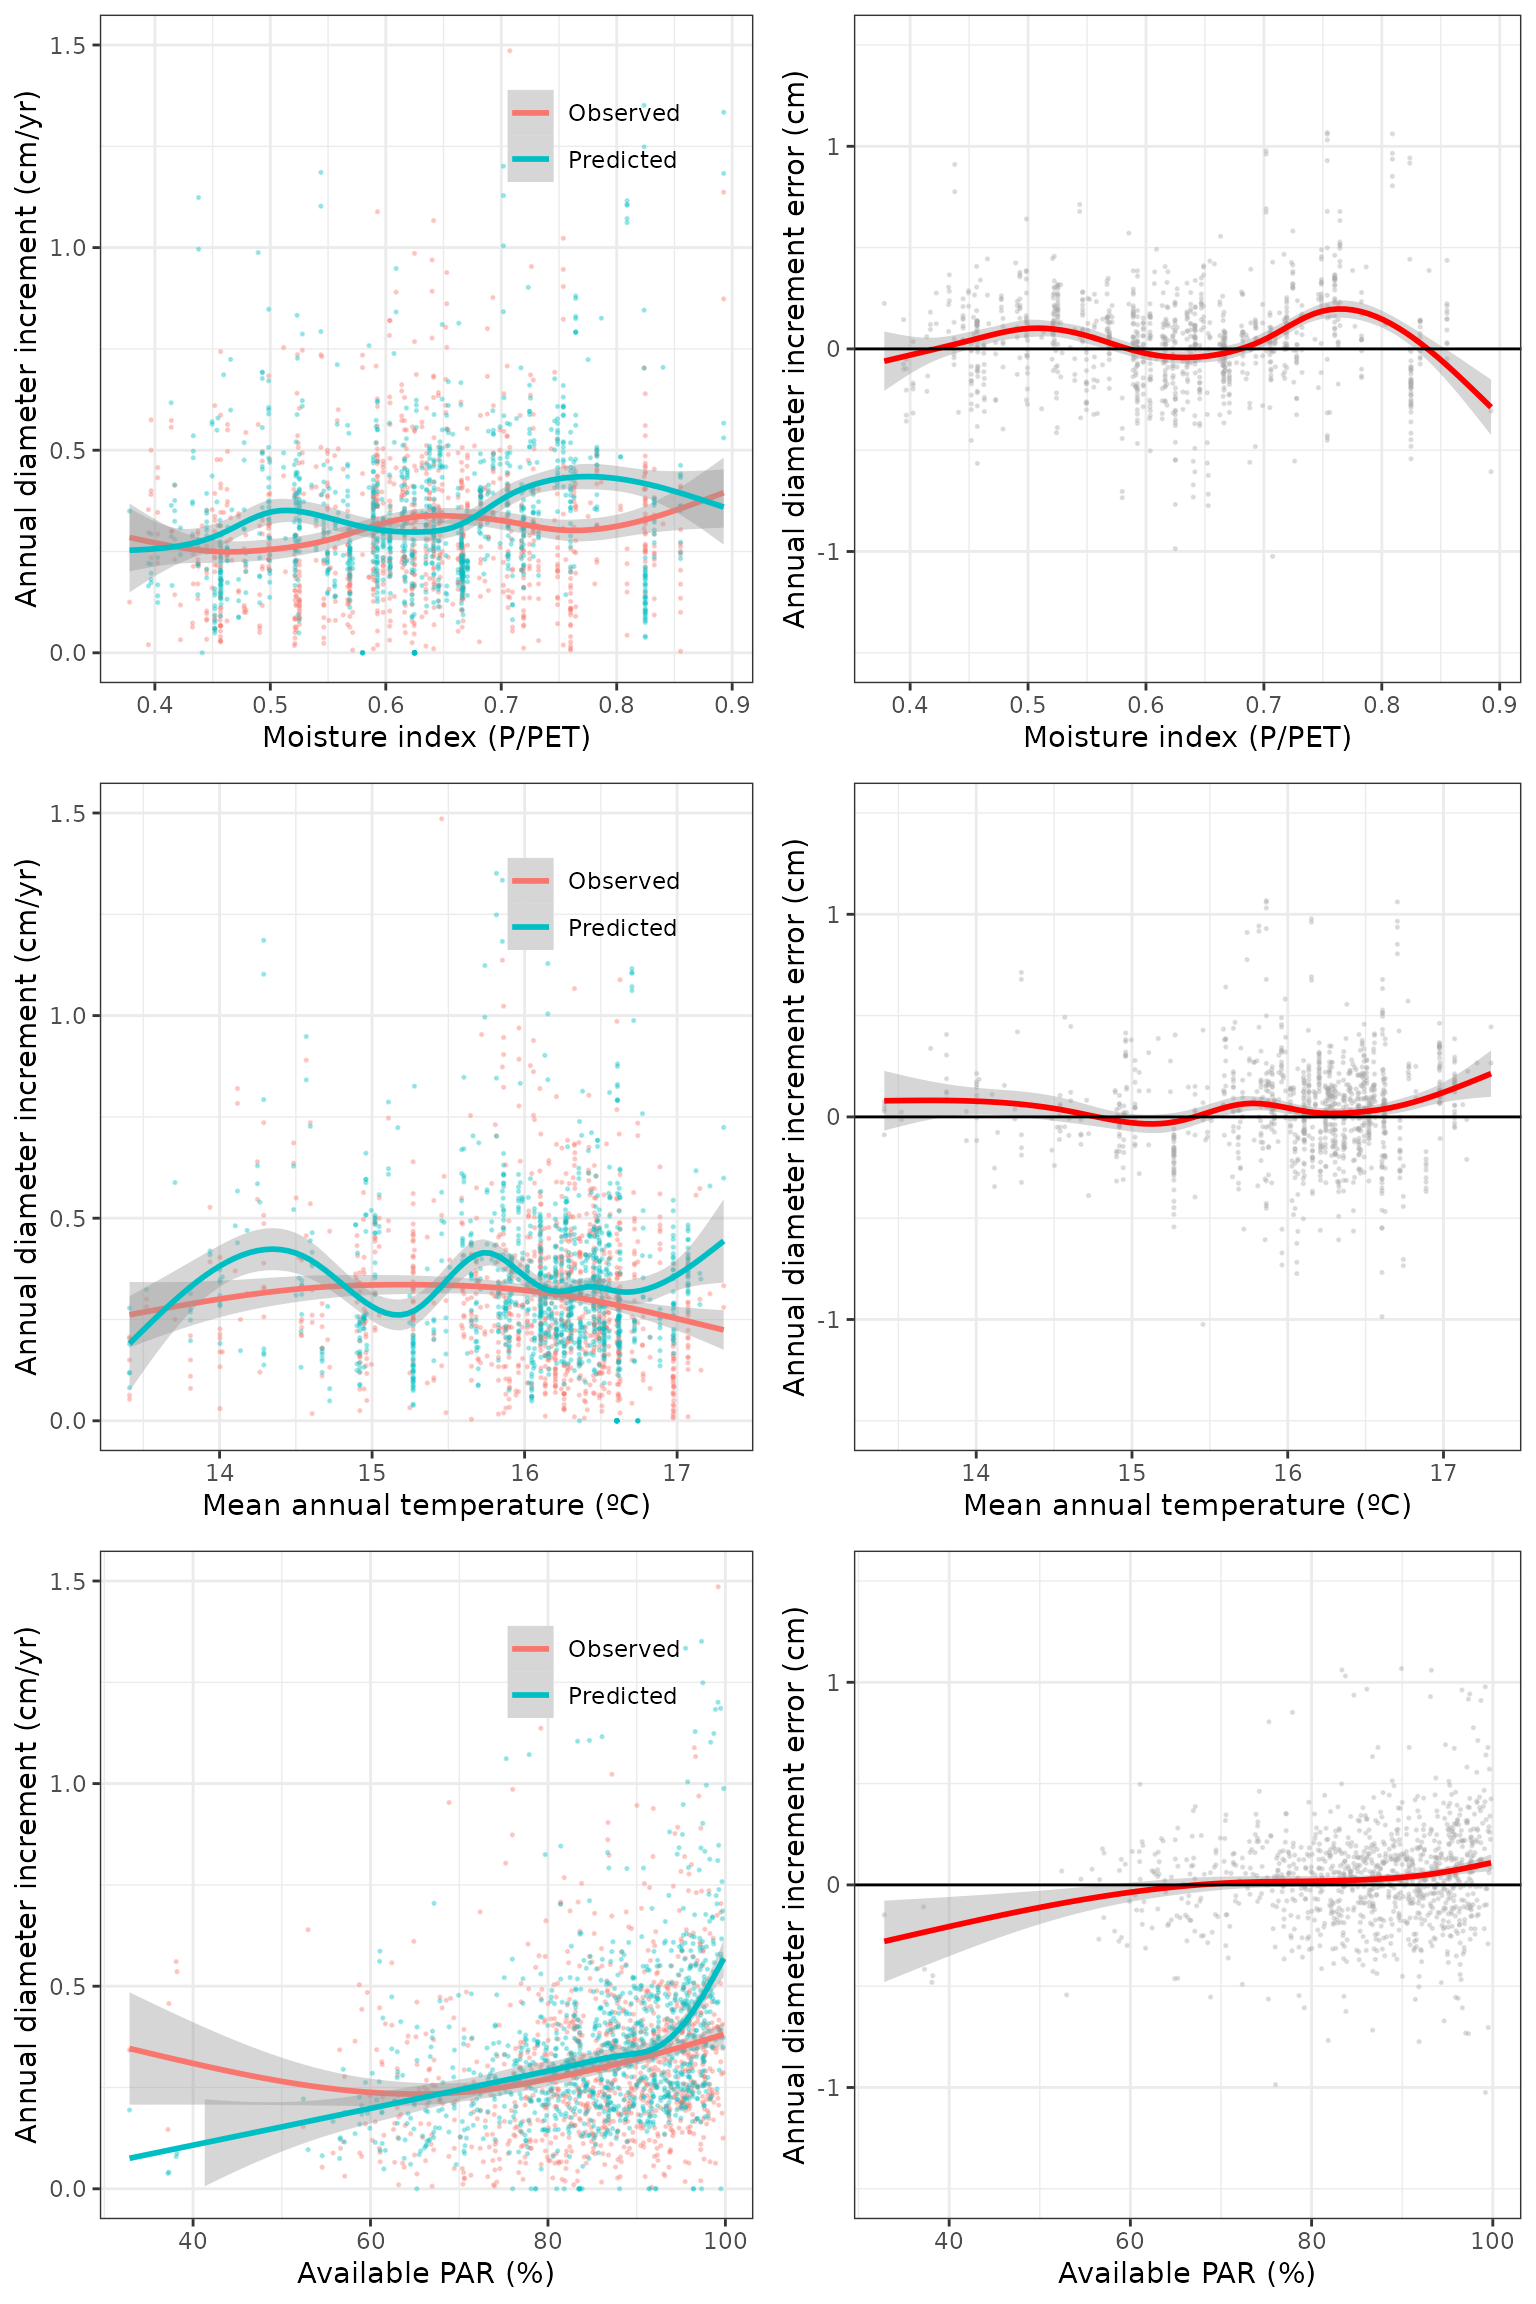 Annual diameter increment (cm/yr)
1.5
1.0
0.5
0.0
Observed
Predicted
0.4 0.5 0.6 0.7 0.8 0.9
Moisture index (P/PET)
Annual diameter increment error (cm)
1
0
-1
0.4 0.5 0.6 0.7 0.8 0.9
Moisture index (P/PET)
Annual diameter increment (cm/yr)
1.5
1.0
0.5
0.0
Observed
Predicted
14 15 16 17
Mean annual temperature (ºC)
Annual diameter increment error (cm)
1
0
-1
14 15 16 17
Mean annual temperature (ºC)
Annual diameter increment (cm/yr)
1.5
1.0
0.5
0.0
Observed
Predicted
40 60 80 100
Available PAR (%)
Annual diameter increment error (cm)
1
0
-1
40 60 80 100
Available PAR (%)